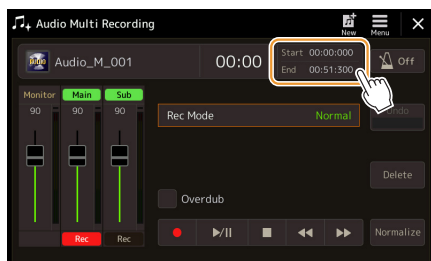 Audio Multi Recording
New
Menu
AUDIO
Audio_M_001
00:00
Start 00:00:000
End 00:51:300
Off
Monitor
Main
Sub
90
90
90
Rec Mode
Normal
Undo
Delete
Overdub
Rec
Rec
Normalize